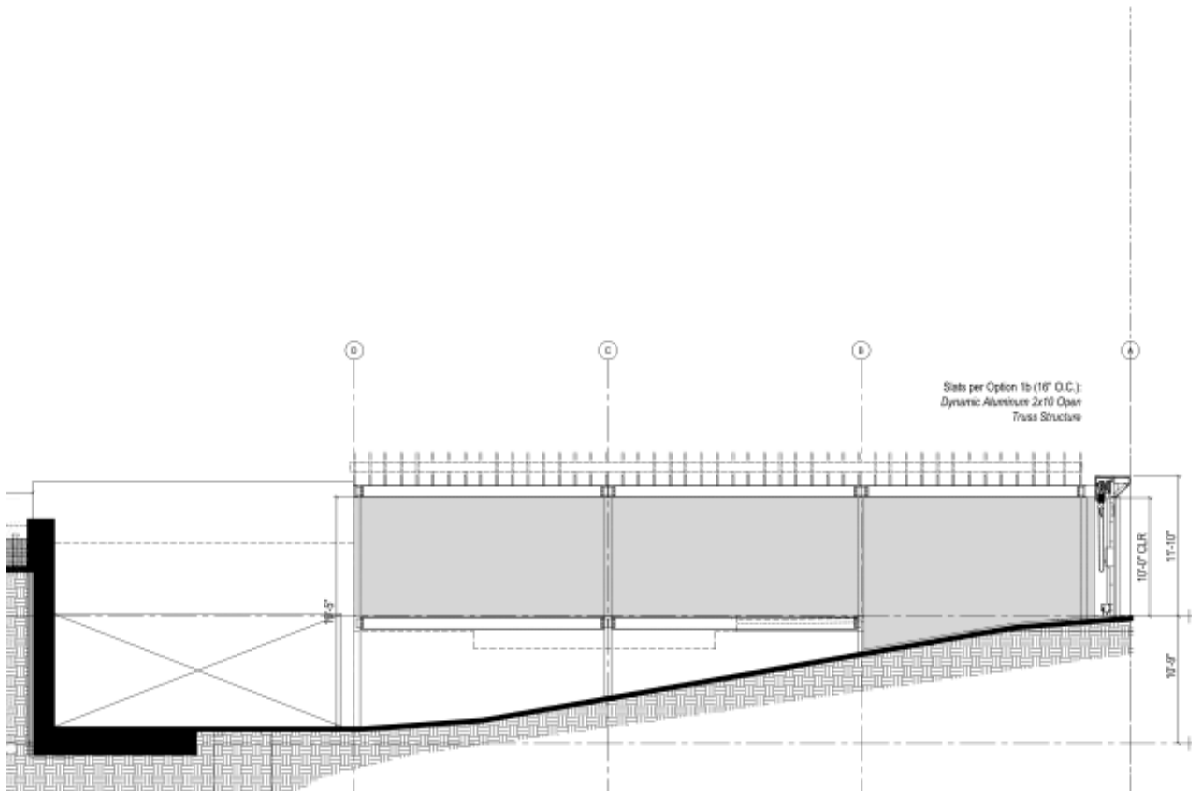 D
C
B
A
Slats per Option 1b (16" O.C.):
Dynamic Aluminum 2x10 Open
Truss Structure
10'-0" CLR
11'-10"
10'-9"